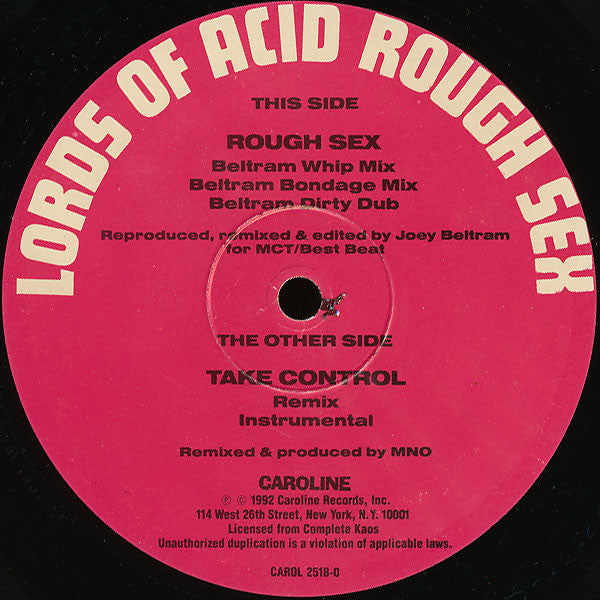 LORDS OF ACID ROUGH SEX
THIS SIDE
ROUGH SEX
Beltram Whip Mix
Beltram Bondage Mix
Beltram Dirty Dub
Reproduced, remixed & edited by Joey Beltram
for MCT/Best Beat
THE OTHER SIDE
TAKE CONTROL
Remix
Instrumental
Remixed & produced by MNO
CAROLINE
℗ © 1992 Caroline Records, Inc.
114 West 26th Street, New York, N.Y. 10001
Licensed from Complete Kaos
Unauthorized duplication is a violation of applicable laws.
CAROL 2518-0